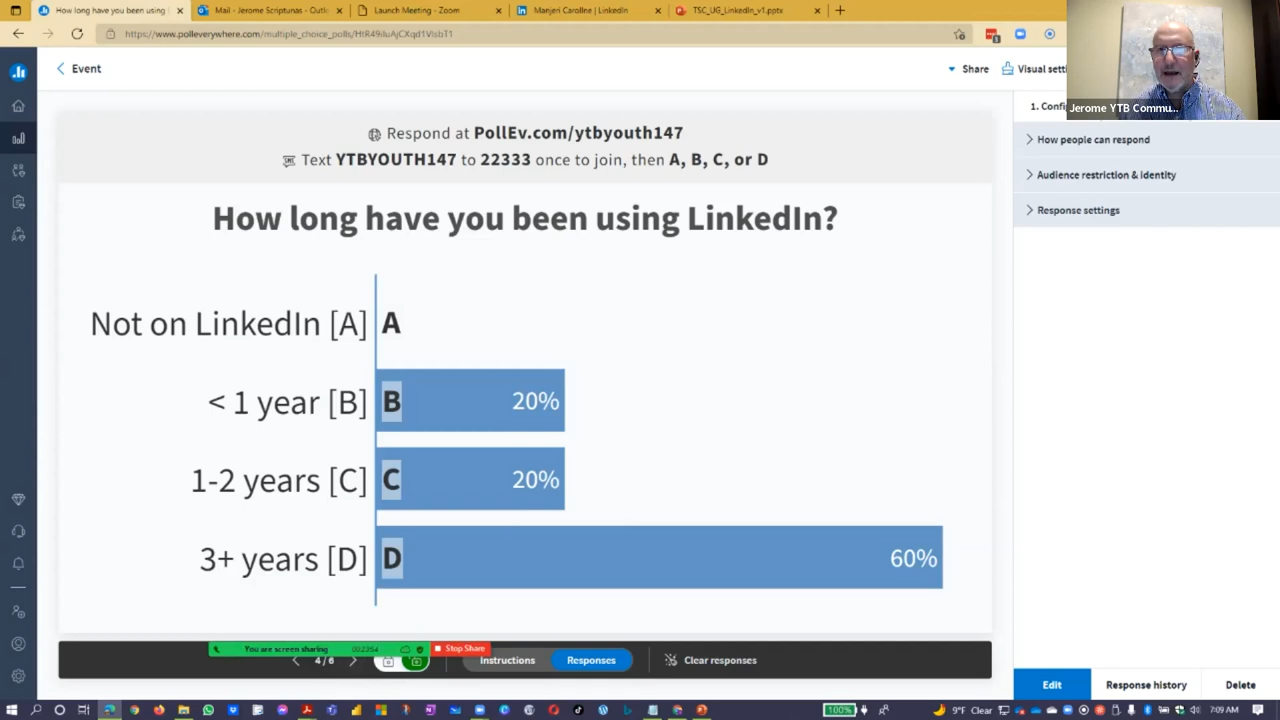 How long have you been using L
Mail - Jerome Scriptunas - Outlo
Launch Meeting - Zoom
Manjeri Caroline | LinkedIn
TSC_UG_LinkedIn_v1.pptx
Event
Share
Visual setti
Jerome YTB Commu...
1. Confi
How people can respond
Audience restriction & identity
Response settings
Respond at PollEv.com/ytbyouth147
Text YTBYOUTH147 to 22333 once to join, then A, B, C, or D
How long have you been using LinkedIn?
Not on LinkedIn [A] A
< 1 year [B] B 20%
1-2 years [C] C 20%
3+ years [D] D 60%
You are screen sharing
Stop Share
4/6
Instructions
Responses
Clear responses
Edit
Response history
Delete
100%
9°F Clear
7:09 AM